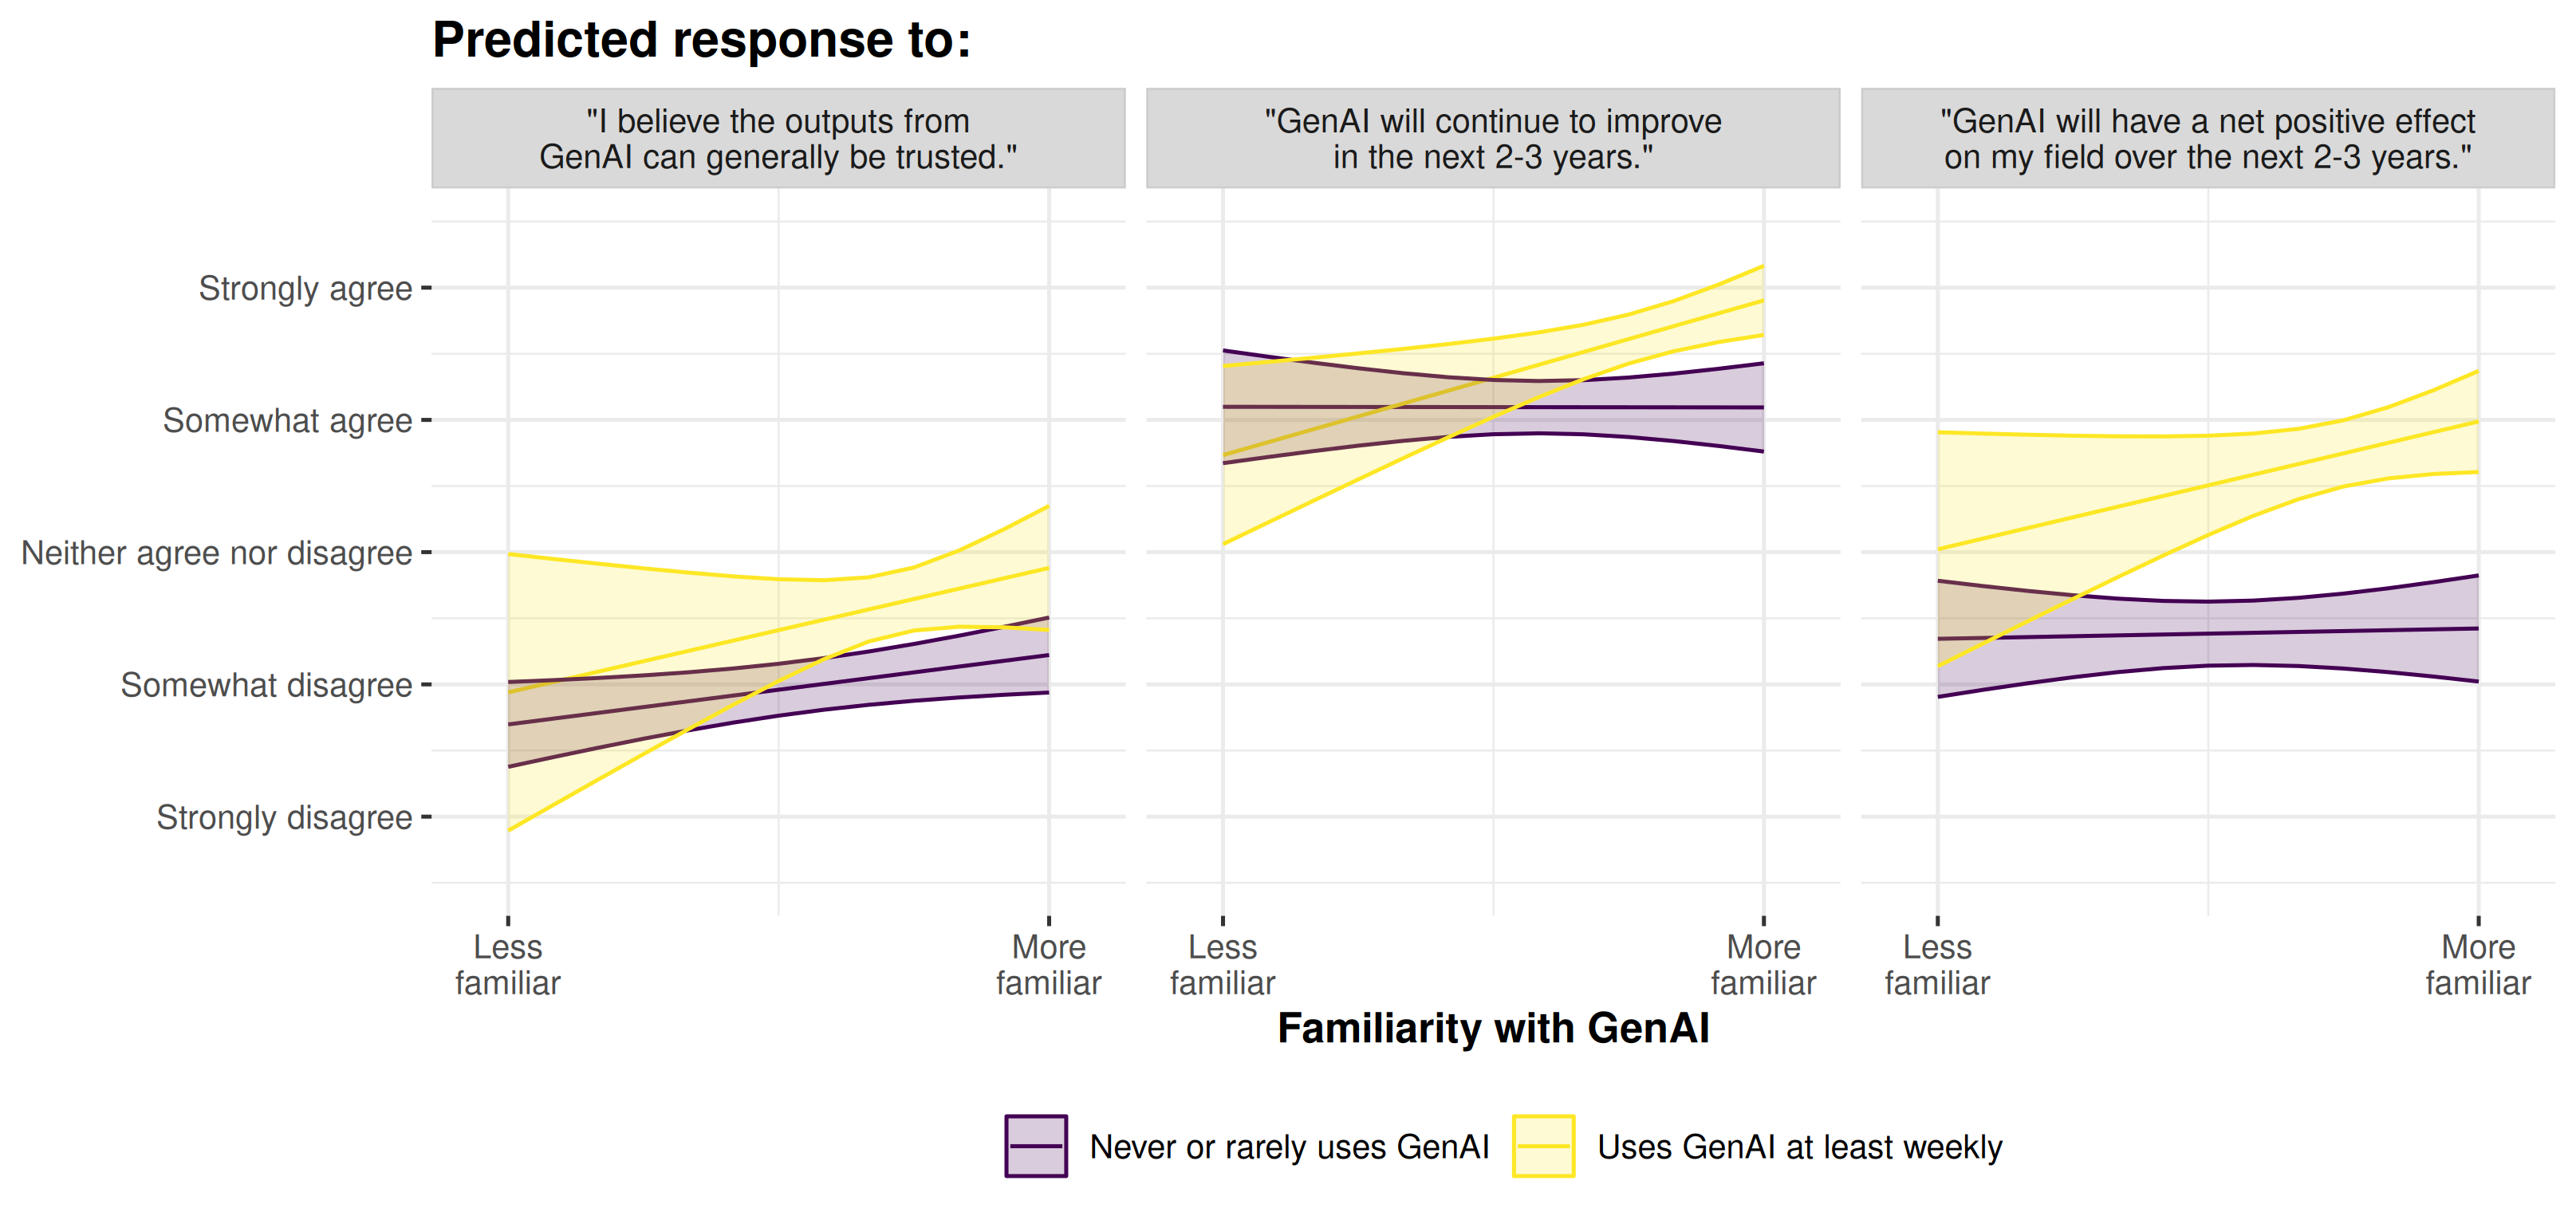 Predicted response to:
"I believe the outputs from
GenAI can generally be trusted."
"GenAI will continue to improve
in the next 2-3 years."
"GenAI will have a net positive effect
on my field over the next 2-3 years."
Strongly agree
Somewhat agree
Neither agree nor disagree
Somewhat disagree
Strongly disagree
Less
familiar
More
familiar
Less
familiar
More
familiar
Less
familiar
More
familiar
Familiarity with GenAI
Never or rarely uses GenAI
Uses GenAI at least weekly